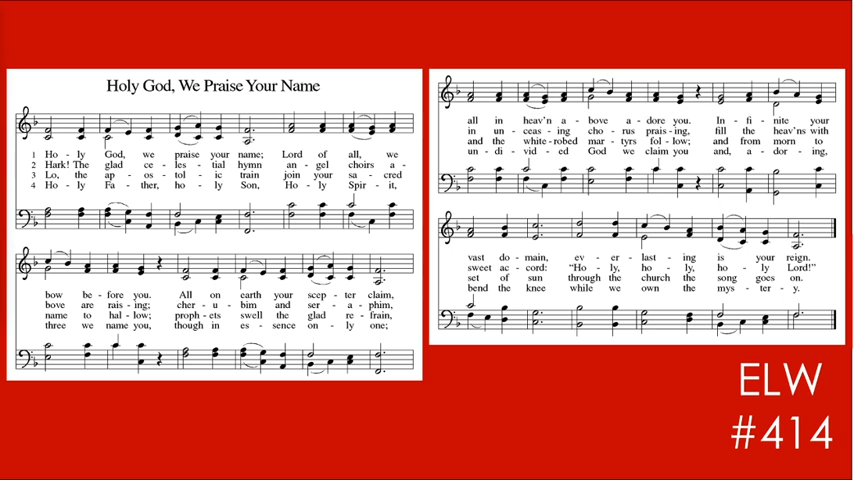 Holy God, We Praise Your Name
1 Ho - ly God, we praise your name; Lord of all, we
2 Hark! The glad ce - les - tial hymn an - gel choirs a -
3 Lo, the ap - os - tol - ic train join your sa - cred
4 Ho - ly Fa - ther, ho - ly Son, Ho - ly Spir - it,
bow be - fore you. All on earth your scep - ter claim,
bove are rais - ing; cher - u - bim and ser - a - phim,
name to hal - low; proph - ets swell the glad re - frain,
three we name you, though in es - sence on - ly one;
all in heav'n a - bove a - dore you. In - fi - nite your
in un - ceas - ing cho - rus prais - ing, fill the heav'ns with
and the white - robed mar - tyrs fol - low; and from morn to
un - di - vid - ed God we claim you and, a - dor - ing,
vast do - main, ev - er - last - ing is your reign.
sweet ac - cord: "Ho - ly, ho - ly, ho - ly Lord!"
set of sun through the church the song goes on.
bend the knee while we own the mys - ter - y.
ELW
#414